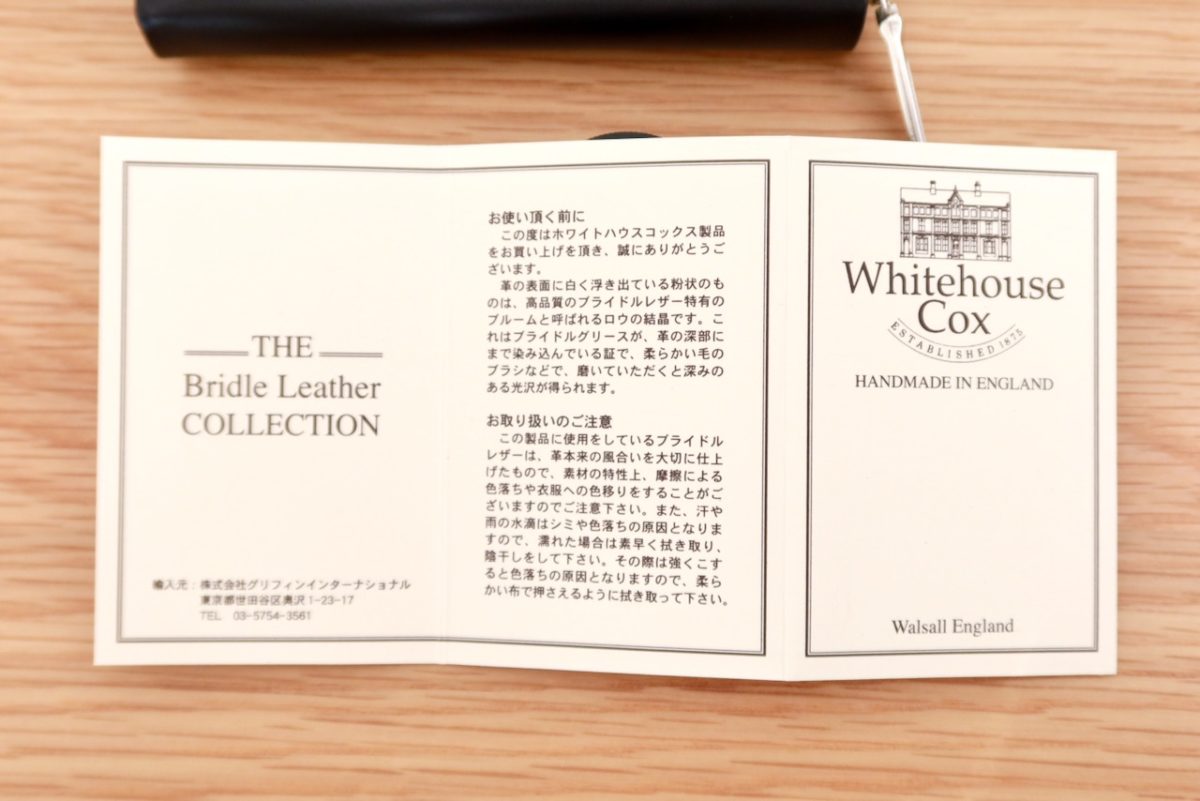 THE
Bridle Leather
COLLECTION
輸入元：株式会社グリフィンインターナショナル
東京都世田谷区奥沢1-23-17
TEL 03-5754-3561
お使い頂く前に
この度はホワイトハウスコックス製品
をお買い上げを頂き、誠にありがとうご
ざいます。
革の表面に白く浮き出ている粉状のも
のは、高品質のブライドルレザー特有の
ブルームと呼ばれるロウの結晶です。こ
れはブライドルグリースが、革の深部に
まで染み込んでいる証で、柔らかい毛の
ブラシなどで、磨いていただくと深みの
ある光沢が得られます。
お取り扱いのご注意
この製品に使用をしているブライドル
レザーは、革本来の風合いを大切に仕上
げたもので、素材の特性上、摩擦による
色落ちや衣服への色移りをすることがご
ざいますのでご注意下さい。また、汗や
雨の水滴はシミや色落ちの原因となりま
すので、濡れた場合は素早く拭き取り、
陰干しをして下さい。その際は強くこす
ると色落ちの原因となりますので、柔ら
かい布で押さえるように拭き取って下さい。
Whitehouse
Cox
ESTABLISHED 1875
HANDMADE IN ENGLAND
Walsall England